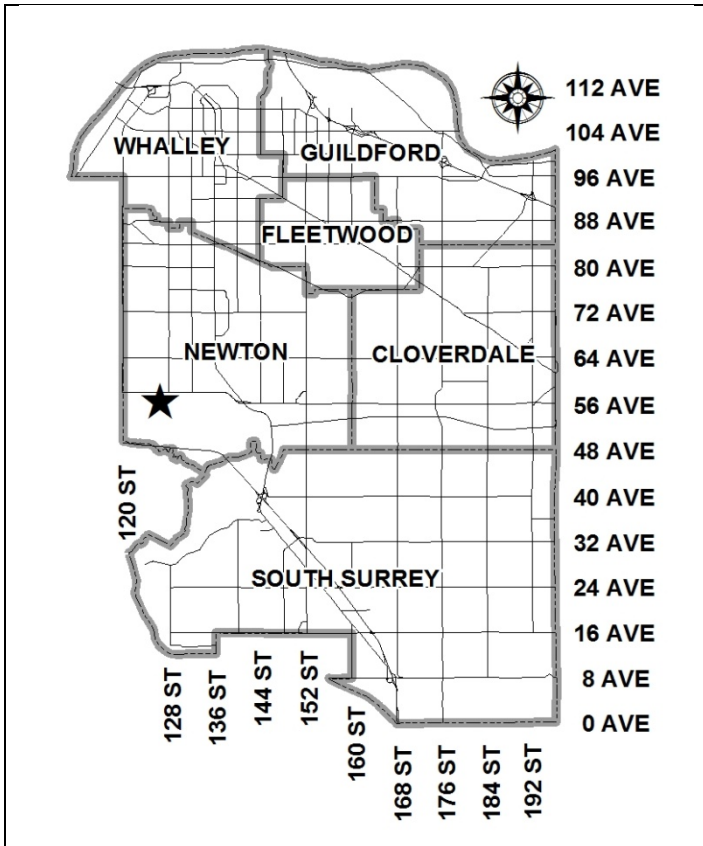 112 AVE
104 AVE
WHALLEY
GUILDFORD
96 AVE
88 AVE
FLEETWOOD
80 AVE
72 AVE
NEWTON
CLOVERDALE
64 AVE
56 AVE
48 AVE
120 ST
40 AVE
32 AVE
SOUTH SURREY
24 AVE
16 AVE
8 AVE
0 AVE
128 ST
136 ST
144 ST
152 ST
160 ST
168 ST
176 ST
184 ST
192 ST